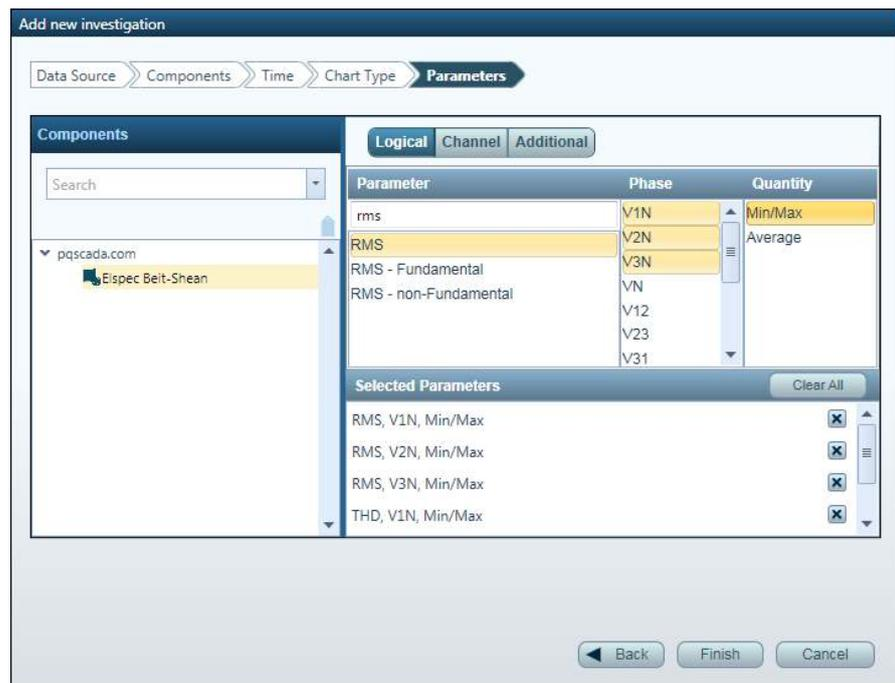 Add new investigation
Data Source Components Time Chart Type Parameters
Components
Search
pqscada.com
Elspec Beit-Shean
Logical Channel Additional
Parameter Phase Quantity
rms
RMS
RMS - Fundamental
RMS - non-Fundamental
V1N
V2N
V3N
VN
V12
V23
V31
Min/Max
Average
Selected Parameters Clear All
RMS, V1N, Min/Max
RMS, V2N, Min/Max
RMS, V3N, Min/Max
THD, V1N, Min/Max
Back Finish Cancel